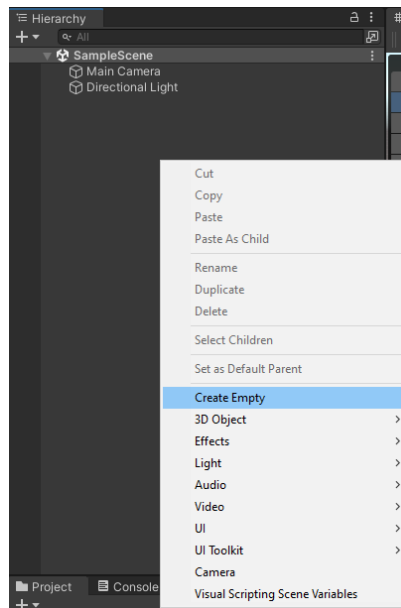 Hierarchy
All
SampleScene
Main Camera
Directional Light
Cut
Copy
Paste
Paste As Child
Rename
Duplicate
Delete
Select Children
Set as Default Parent
Create Empty
3D Object
Effects
Light
Audio
Video
UI
UI Toolkit
Camera
Visual Scripting Scene Variables
Project
Console